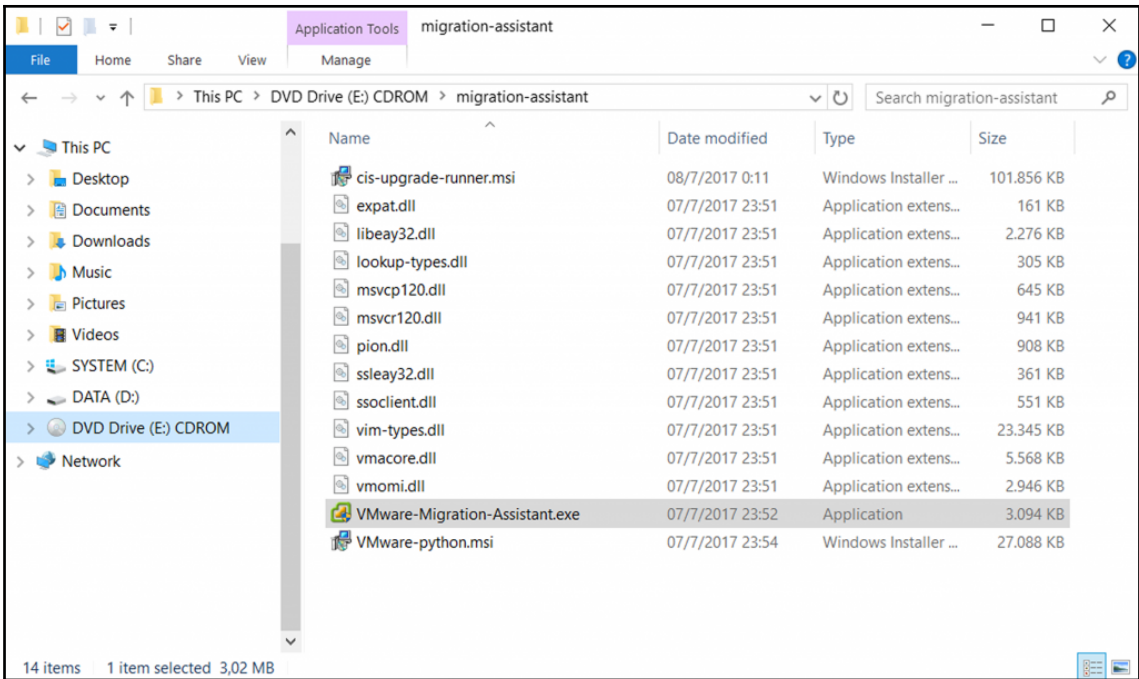 Application Tools migration-assistant
File Home Share View Manage
This PC > DVD Drive (E:) CDROM > migration-assistant Search migration-assistant
This PC
Desktop
Documents
Downloads
Music
Pictures
Videos
SYSTEM (C:)
DATA (D:)
DVD Drive (E:) CDROM
Network
Name Date modified Type Size
cis-upgrade-runner.msi 08/7/2017 0:11 Windows Installer ... 101.856 KB
expat.dll 07/7/2017 23:51 Application extens... 161 KB
libeay32.dll 07/7/2017 23:51 Application extens... 2.276 KB
lookup-types.dll 07/7/2017 23:51 Application extens... 305 KB
msvcp120.dll 07/7/2017 23:51 Application extens... 645 KB
msvcr120.dll 07/7/2017 23:51 Application extens... 941 KB
pion.dll 07/7/2017 23:51 Application extens... 908 KB
ssleay32.dll 07/7/2017 23:51 Application extens... 361 KB
ssoclient.dll 07/7/2017 23:51 Application extens... 551 KB
vim-types.dll 07/7/2017 23:51 Application extens... 23.345 KB
vmacore.dll 07/7/2017 23:51 Application extens... 5.568 KB
vmomi.dll 07/7/2017 23:51 Application extens... 2.946 KB
VMware-Migration-Assistant.exe 07/7/2017 23:52 Application 3.094 KB
VMware-python.msi 07/7/2017 23:54 Windows Installer ... 27.088 KB
14 items 1 item selected 3,02 MB